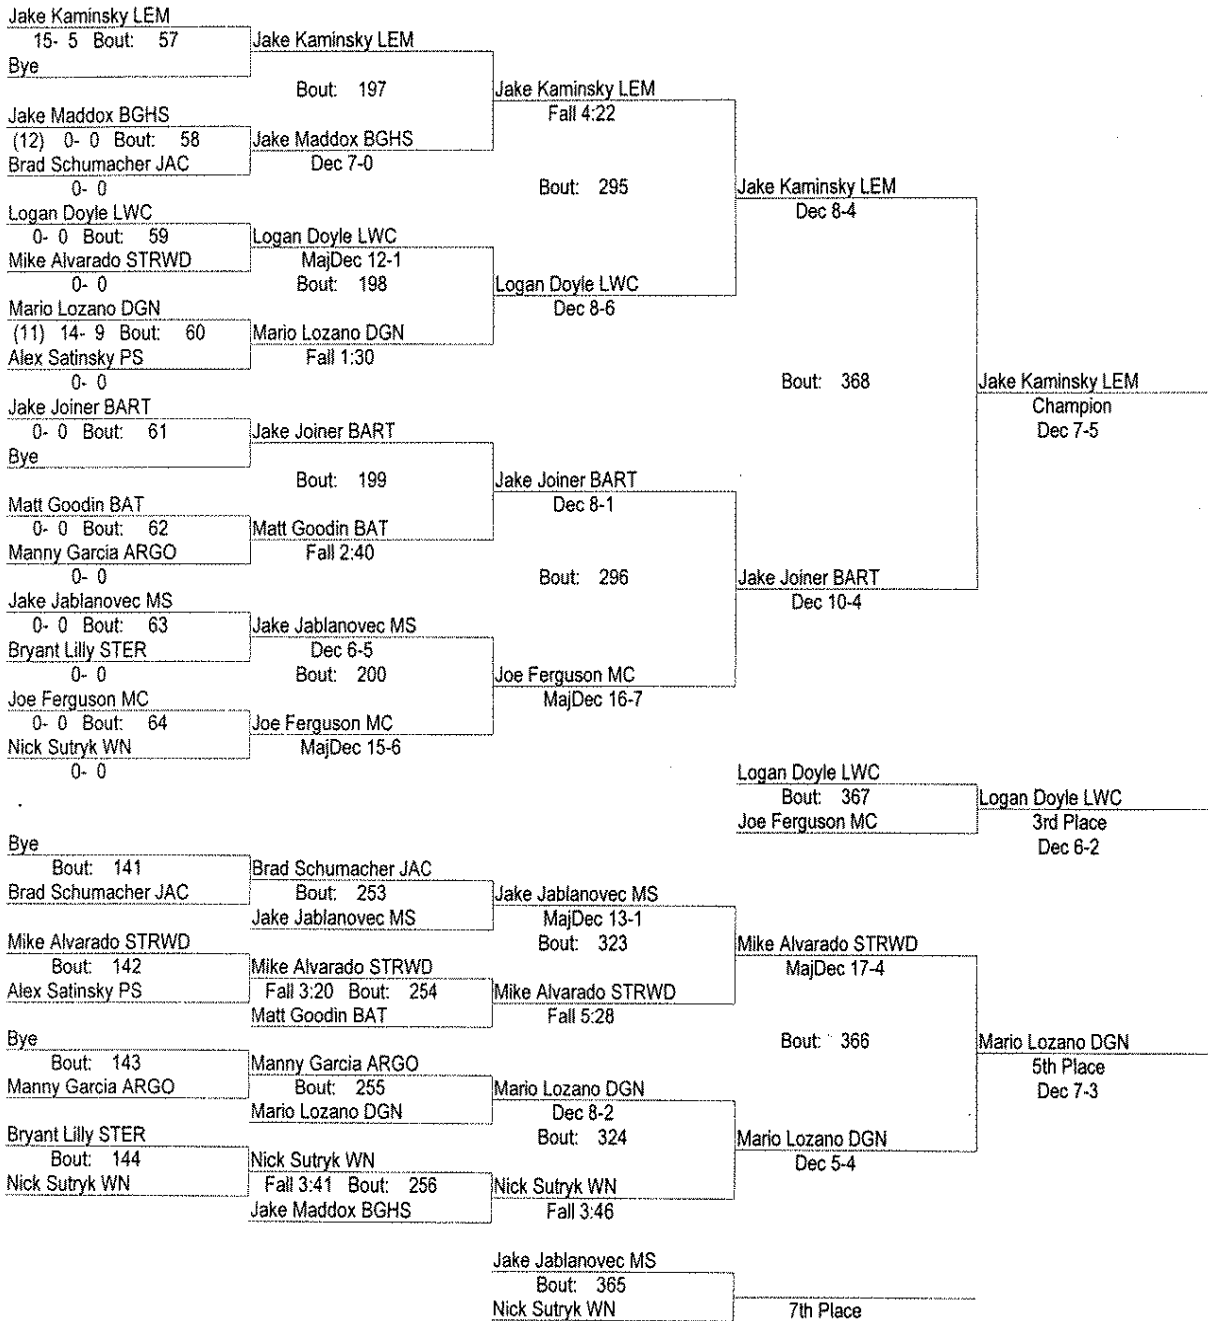 Jake Kaminsky LEM
15- 5 Bout: 57
Bye
Jake Maddox BGHS
(12) 0- 0 Bout: 58
Brad Schumacher JAC
0- 0
Logan Doyle LWC
0- 0 Bout: 59
Mike Alvarado STRWD
0- 0
Mario Lozano DGN
(11) 14- 9 Bout: 60
Alex Satinsky PS
0- 0
Jake Joiner BART
0- 0 Bout: 61
Bye
Matt Goodin BAT
0- 0 Bout: 62
Manny Garcia ARGO
0- 0
Jake Jablanovec MS
0- 0 Bout: 63
Bryant Lilly STER
0- 0
Joe Ferguson MC
0- 0 Bout: 64
Nick Sutryk WN
0- 0
Jake Kaminsky LEM
Bout: 197
Jake Maddox BGHS
Dec 7-0
Logan Doyle LWC
MajDec 12-1
Bout: 198
Mario Lozano DGN
Fall 1:30
Jake Joiner BART
Bout: 199
Matt Goodin BAT
Fall 2:40
Jake Jablanovec MS
Dec 6-5
Bout: 200
Joe Ferguson MC
MajDec 15-6
Jake Kaminsky LEM
Fall 4:22
Bout: 295
Logan Doyle LWC
Dec 8-6
Jake Joiner BART
Dec 8-1
Bout: 296
Joe Ferguson MC
MajDec 16-7
Jake Kaminsky LEM
Dec 8-4
Bout: 368
Jake Joiner BART
Dec 10-4
Jake Kaminsky LEM
Champion
Dec 7-5
Logan Doyle LWC
Bout: 367
Joe Ferguson MC
Logan Doyle LWC
3rd Place
Dec 6-2
Bye
Bout: 141
Brad Schumacher JAC
Mike Alvarado STRWD
Bout: 142
Alex Satinsky PS
Bye
Bout: 143
Manny Garcia ARGO
Bryant Lilly STER
Bout: 144
Nick Sutryk WN
Brad Schumacher JAC
Bout: 253
Jake Jablanovec MS
Mike Alvarado STRWD
Fall 3:20 Bout: 254
Matt Goodin BAT
Manny Garcia ARGO
Bout: 255
Mario Lozano DGN
Nick Sutryk WN
Fall 3:41 Bout: 256
Jake Maddox BGHS
Jake Jablanovec MS
MajDec 13-1
Bout: 323
Mike Alvarado STRWD
Fall 5:28
Mario Lozano DGN
Dec 8-2
Bout: 324
Nick Sutryk WN
Fall 3:46
Mike Alvarado STRWD
MajDec 17-4
Bout: 366
Mario Lozano DGN
Dec 5-4
Mario Lozano DGN
5th Place
Dec 7-3
Jake Jablanovec MS
Bout: 365
Nick Sutryk WN
7th Place